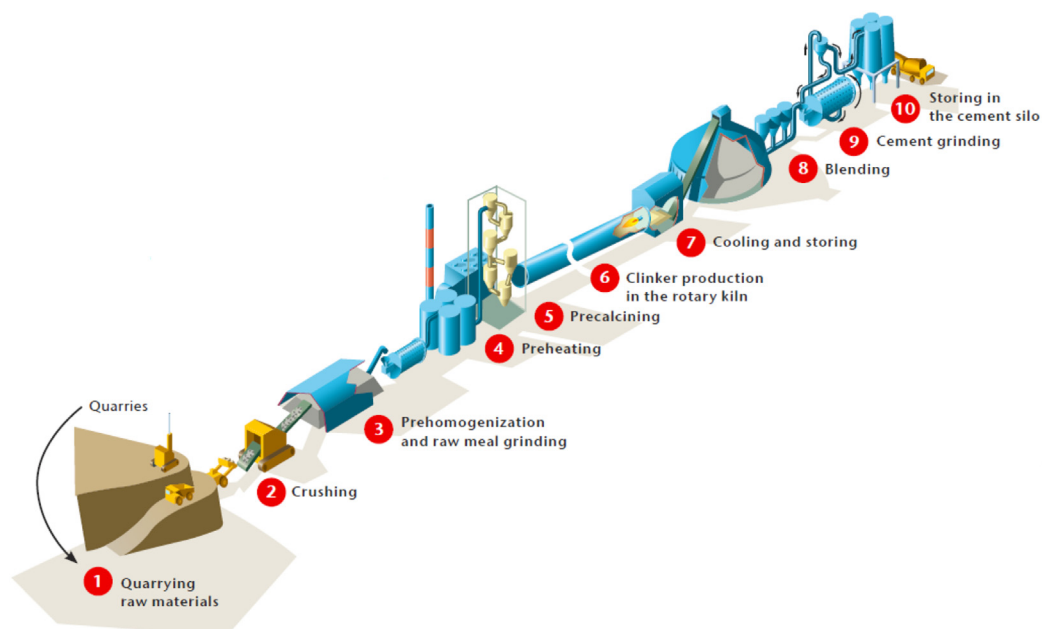 Quarries
1
Quarrying
raw materials
2
Crushing
3
Prehomogenization
and raw meal grinding
4
Preheating
5
Precalcining
6
Clinker production
in the rotary kiln
7
Cooling and storing
8
Blending
9
Cement grinding
10
Storing in
the cement silo